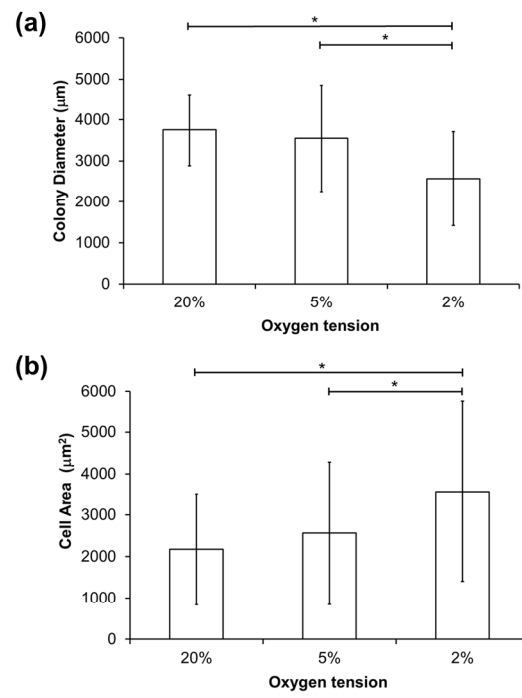 (a)
*
*
6000
5000
4000
3000
2000
1000
0
Colony Diameter (μm)
20% 5% 2%
Oxygen tension
(b)
*
*
6000
5000
4000
3000
2000
1000
0
Cell Area (μm²)
20% 5% 2%
Oxygen tension